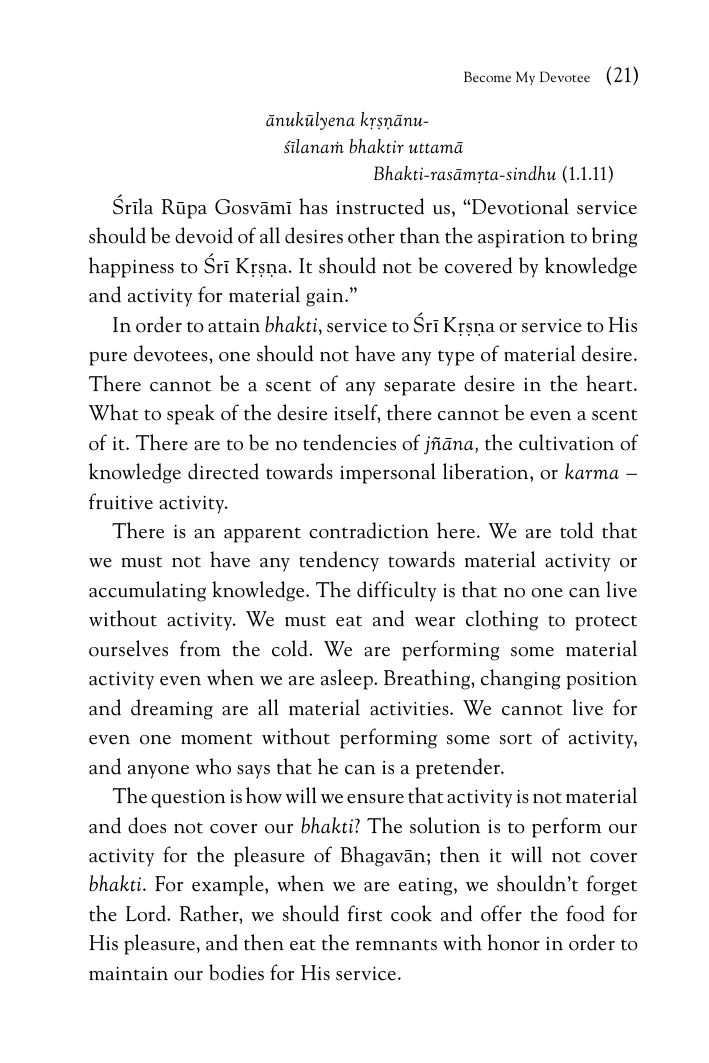 Become My Devotee (21)
ānukūlyena kṛṣṇānu-
śīlanaṁ bhaktir uttamā
Bhakti-rasāmṛta-sindhu (1.1.11)
Śrīla Rūpa Gosvāmī has instructed us, “Devotional service
should be devoid of all desires other than the aspiration to bring
happiness to Śrī Kṛṣṇa. It should not be covered by knowledge
and activity for material gain.”
In order to attain bhakti, service to Śrī Kṛṣṇa or service to His
pure devotees, one should not have any type of material desire.
There cannot be a scent of any separate desire in the heart.
What to speak of the desire itself, there cannot be even a scent
of it. There are to be no tendencies of jñāna, the cultivation of
knowledge directed towards impersonal liberation, or karma –
fruitive activity.
There is an apparent contradiction here. We are told that
we must not have any tendency towards material activity or
accumulating knowledge. The difficulty is that no one can live
without activity. We must eat and wear clothing to protect
ourselves from the cold. We are performing some material
activity even when we are asleep. Breathing, changing position
and dreaming are all material activities. We cannot live for
even one moment without performing some sort of activity,
and anyone who says that he can is a pretender.
The question is how will we ensure that activity is not material
and does not cover our bhakti? The solution is to perform our
activity for the pleasure of Bhagavān; then it will not cover
bhakti. For example, when we are eating, we shouldn’t forget
the Lord. Rather, we should first cook and offer the food for
His pleasure, and then eat the remnants with honor in order to
maintain our bodies for His service.